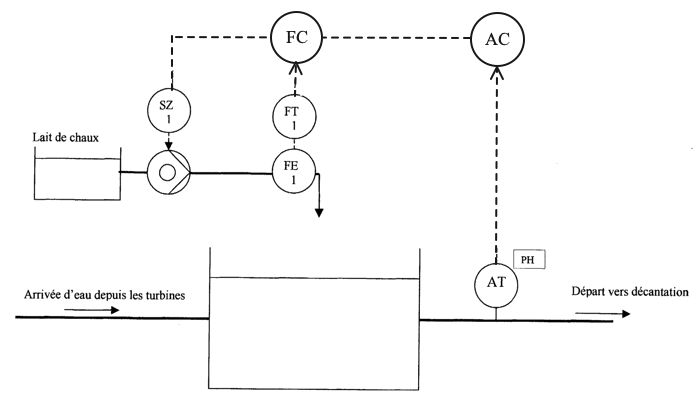 FC
AC
SZ
1
FT
1
Lait de chaux
FE
1
PH
AT
Arrivée d'eau depuis les turbines
Départ vers décantation